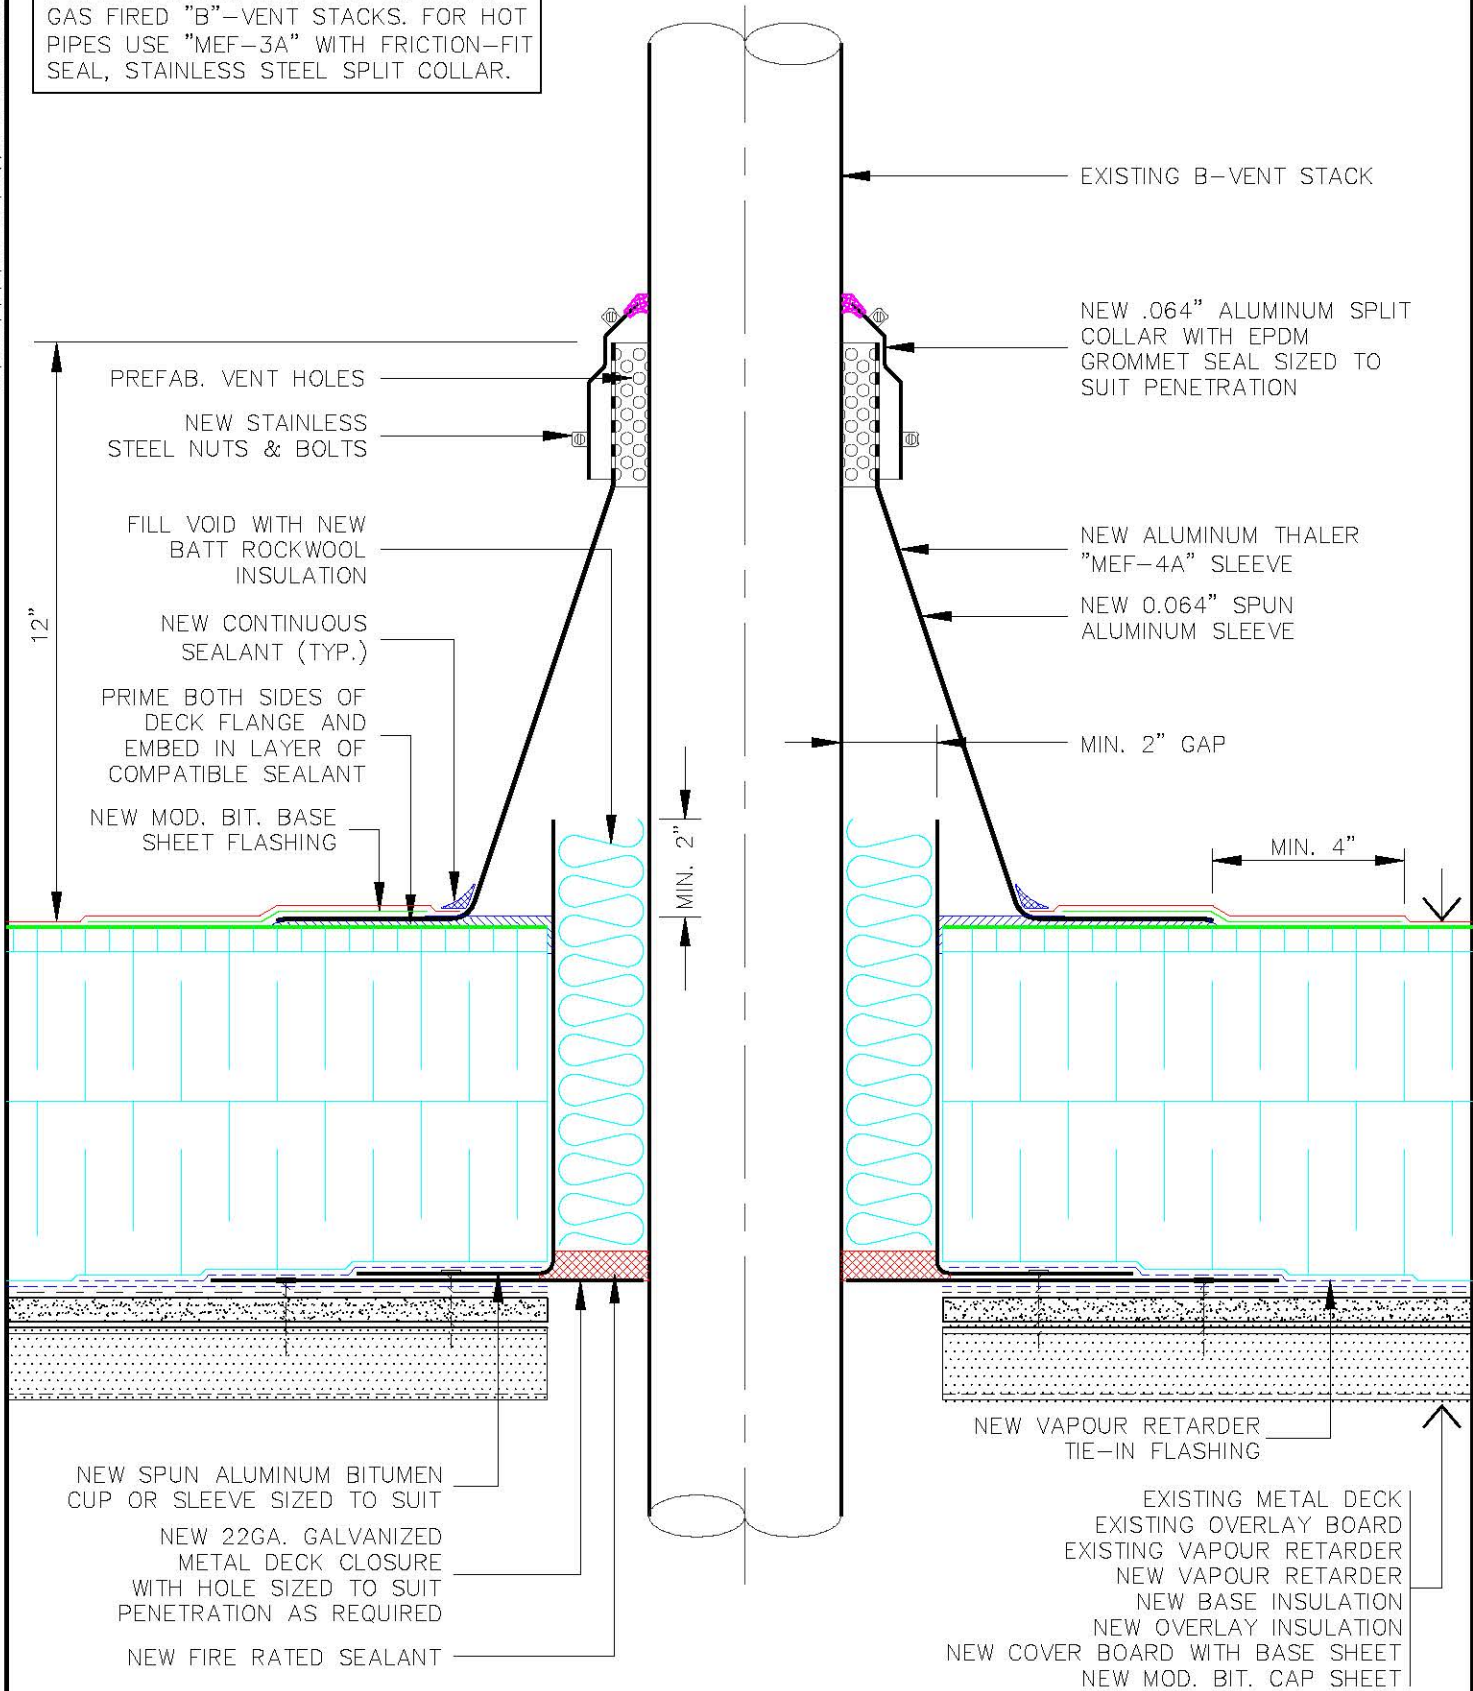 GAS FIRED "B"-VENT STACKS. FOR HOT
PIPES USE "MEF-3A" WITH FRICTION-FIT
SEAL, STAINLESS STEEL SPLIT COLLAR.
EXISTING B-VENT STACK
NEW .064" ALUMINUM SPLIT
COLLAR WITH EPDM
GROMMET SEAL SIZED TO
SUIT PENETRATION
PREFAB. VENT HOLES
NEW STAINLESS
STEEL NUTS & BOLTS
FILL VOID WITH NEW
BATT ROCKWOOL
INSULATION
NEW ALUMINUM THALER
"MEF-4A" SLEEVE
NEW 0.064" SPUN
ALUMINUM SLEEVE
12"
NEW CONTINUOUS
SEALANT (TYP.)
PRIME BOTH SIDES OF
DECK FLANGE AND
EMBED IN LAYER OF
COMPATIBLE SEALANT
MIN. 2" GAP
NEW MOD. BIT. BASE
SHEET FLASHING
MIN. 2"
MIN. 4"
NEW VAPOUR RETARDER
TIE-IN FLASHING
NEW SPUN ALUMINUM BITUMEN
CUP OR SLEEVE SIZED TO SUIT
NEW 22GA. GALVANIZED
METAL DECK CLOSURE
WITH HOLE SIZED TO SUIT
PENETRATION AS REQUIRED
NEW FIRE RATED SEALANT
EXISTING METAL DECK
EXISTING OVERLAY BOARD
EXISTING VAPOUR RETARDER
NEW VAPOUR RETARDER
NEW BASE INSULATION
NEW OVERLAY INSULATION
NEW COVER BOARD WITH BASE SHEET
NEW MOD. BIT. CAP SHEET